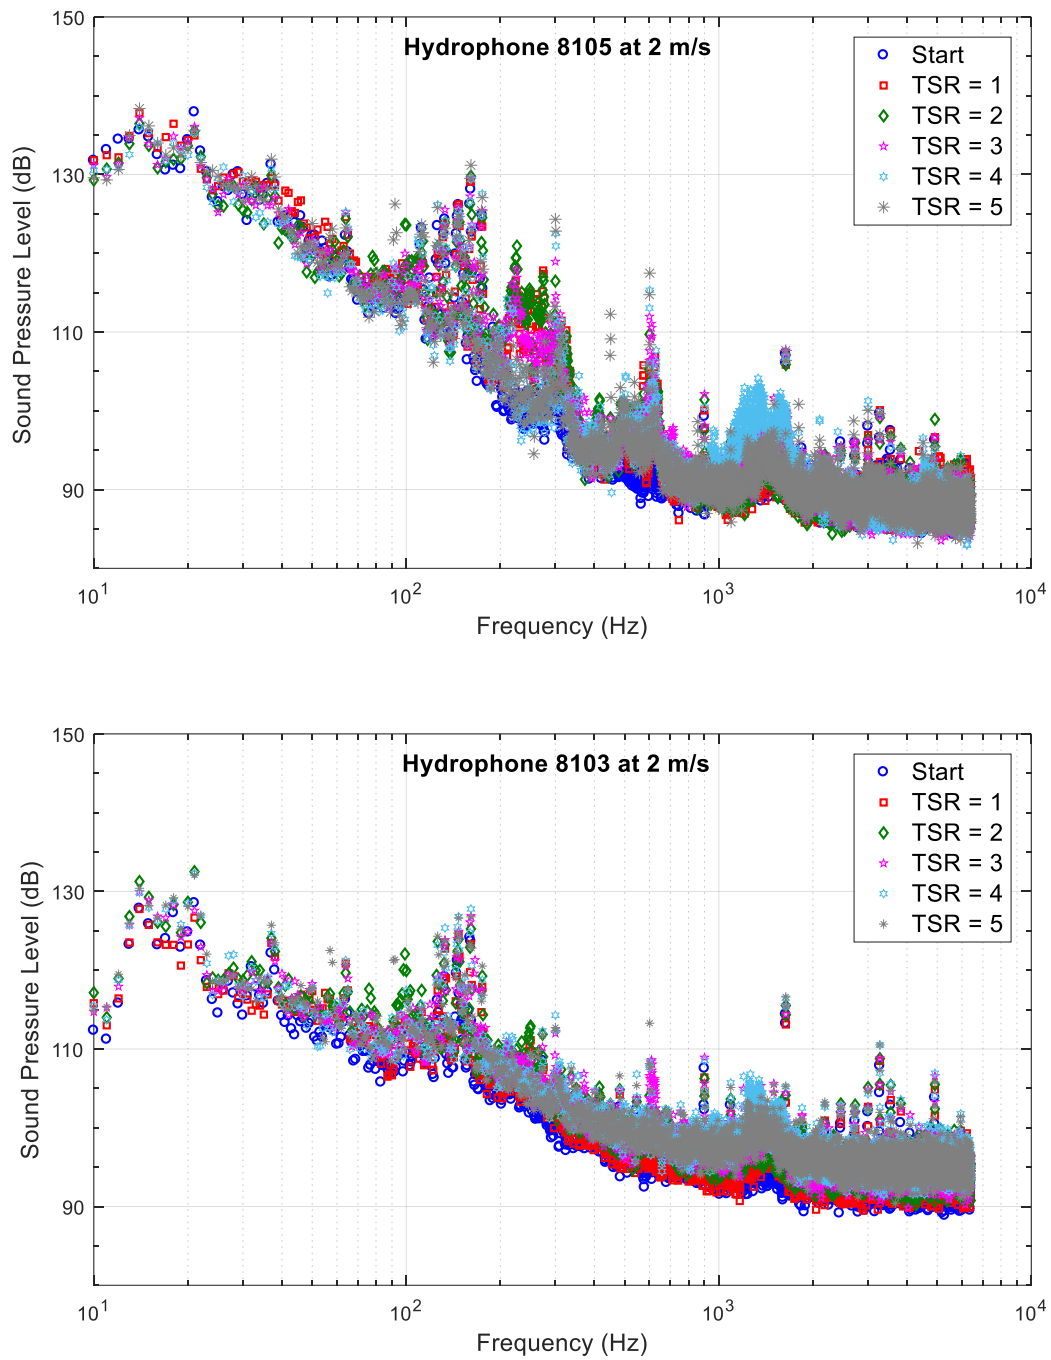 Hydrophone 8105 at 2 m/s
Start
TSR = 1
TSR = 2
TSR = 3
TSR = 4
TSR = 5
150
130
110
90
Sound Pressure Level (dB)
10^1 10^2 10^3 10^4
Frequency (Hz)
Hydrophone 8103 at 2 m/s
Start
TSR = 1
TSR = 2
TSR = 3
TSR = 4
TSR = 5
150
130
110
90
Sound Pressure Level (dB)
10^1 10^2 10^3 10^4
Frequency (Hz)